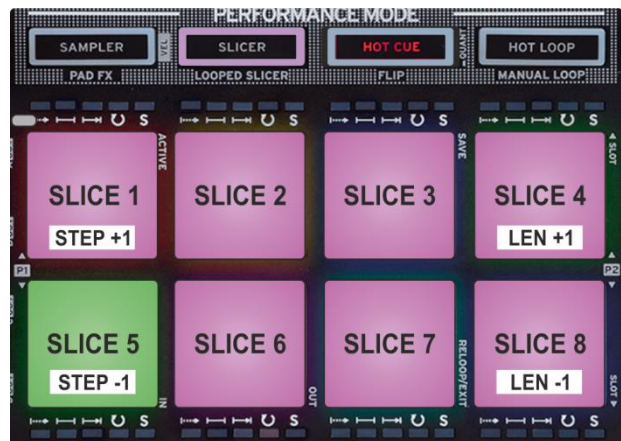 PERFORMANCE MODE
SAMPLER
VEL
SLICER
HOT CUE
QUANT
HOT LOOP
PAD FX
LOOPED SLICER
FLIP
MANUAL LOOP
S
S
S
S
SLICE 1
STEP +1
ACTIVE
SLICE 2
SLICE 3
SAVE
SLICE 4
LEN +1
SLOT
P1
P2
SLICE 5
STEP -1
IN
SLICE 6
OUT
SLICE 7
RELOOP/EXIT
SLICE 8
LEN -1
SLOT
S
S
S
S